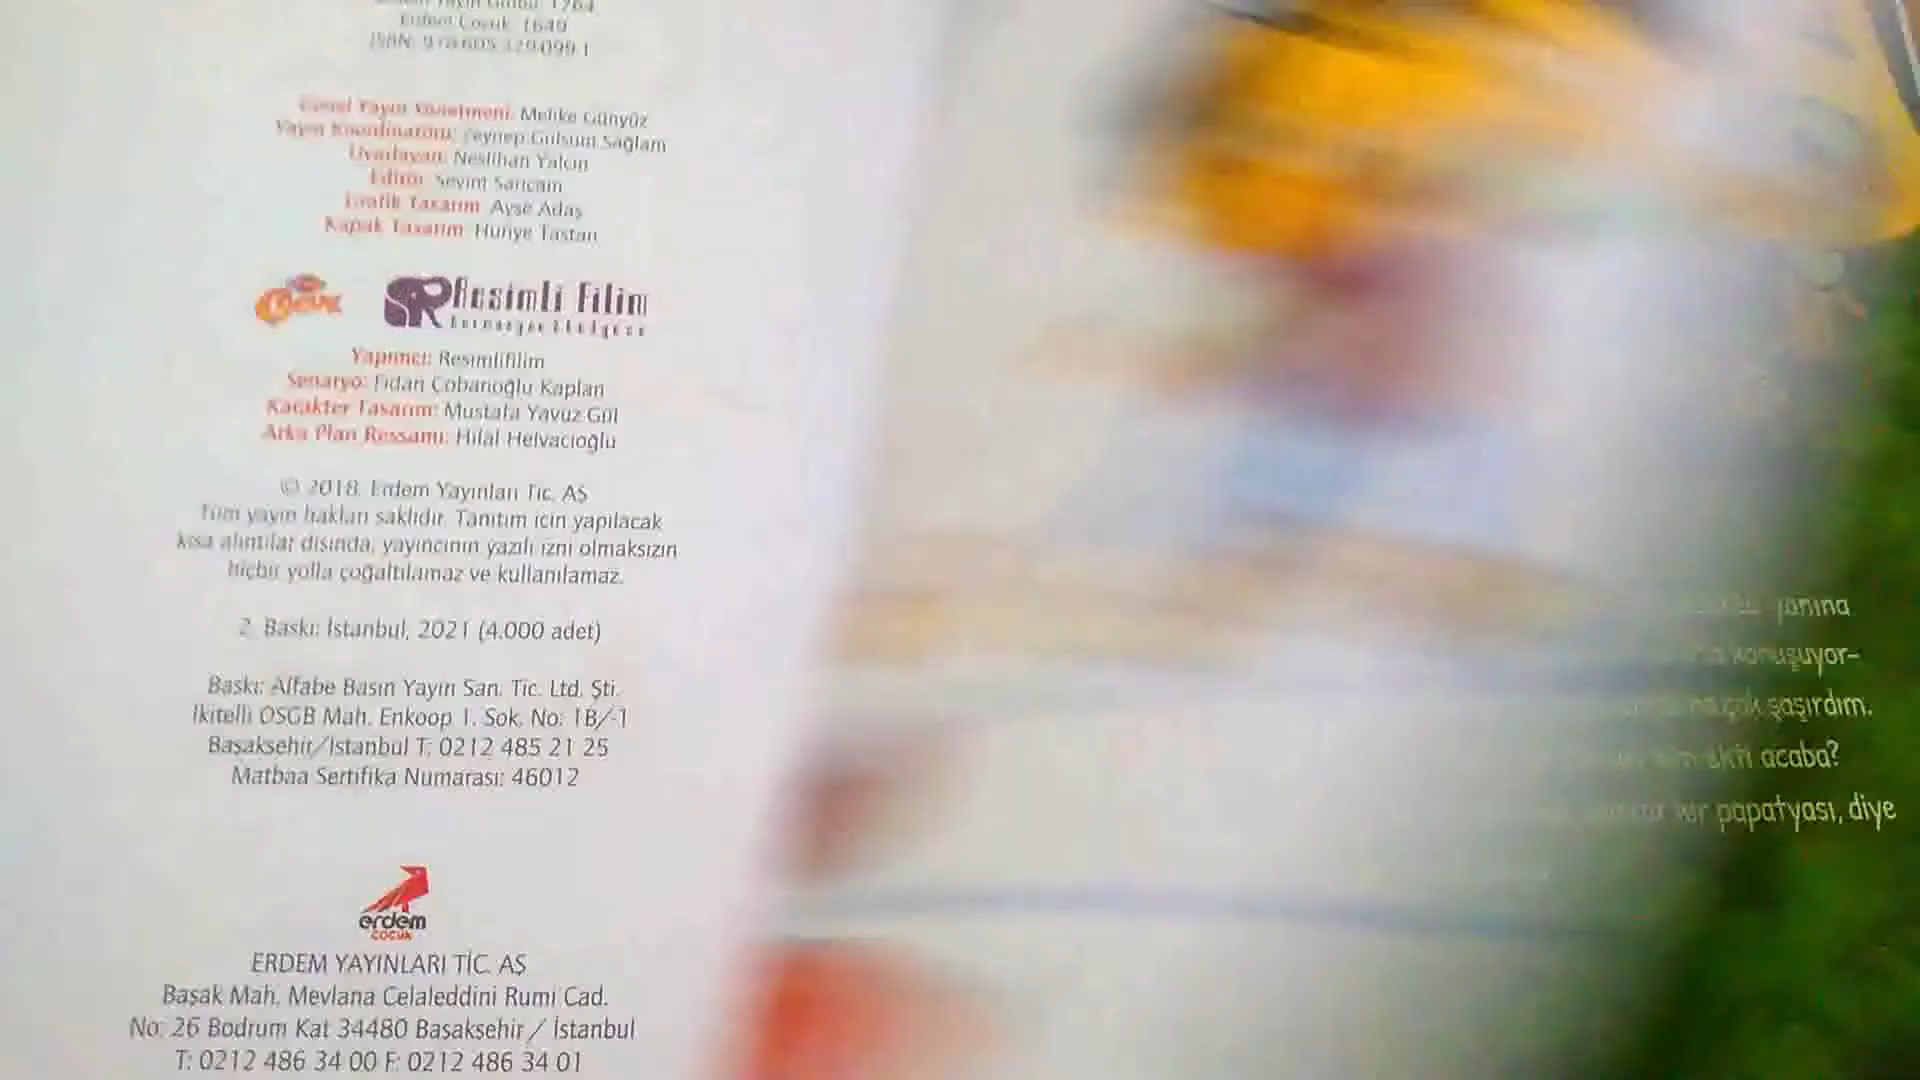 Erdem Çocuk: 1649
Genel Yayın Yönetmeni: Melike Günyüz
Yayın Koordinatörü: Zeynep Gülsüm Sağlam
Uyarlayan: Neslihan Yalçın
Editör: Sevim Sarıçam
Grafik Tasarım: Ayşe Adaş
Kapak Tasarım: Huriye Taştan
Çocuk
Resimli Filim
Yapımcı: Resimlifilim
Senaryo: Fidan Çobanoğlu Kaplan
Karakter Tasarım: Mustafa Yavuz Gül
Arka Plan Ressamı: Hilal Helvacıoğlu
© 2018, Erdem Yayınları Tic. AŞ
Tüm yayın hakları saklıdır. Tanıtım için yapılacak
kısa alıntılar dışında, yayıncının yazılı izni olmaksızın
hiçbir yolla çoğaltılamaz ve kullanılamaz.
2. Baskı: İstanbul, 2021 (4.000 adet)
Baskı: Alfabe Basın Yayın San. Tic. Ltd. Şti.
İkitelli OSGB Mah. Enkoop 1. Sok. No: 1B/-1
Başakşehir/İstanbul T: 0212 485 21 25
Matbaa Sertifika Numarası: 46012
erdem
ÇOCUK
ERDEM YAYINLARI TİC. AŞ
Başak Mah. Mevlana Celaleddini Rumi Cad.
No: 26 Bodrum Kat 34480 Başakşehir / İstanbul
T: 0212 486 34 00 F: 0212 486 34 01
yanına
konuşuyor-
çok şaşırdım.
ekti acaba?
bir papatyası, diye